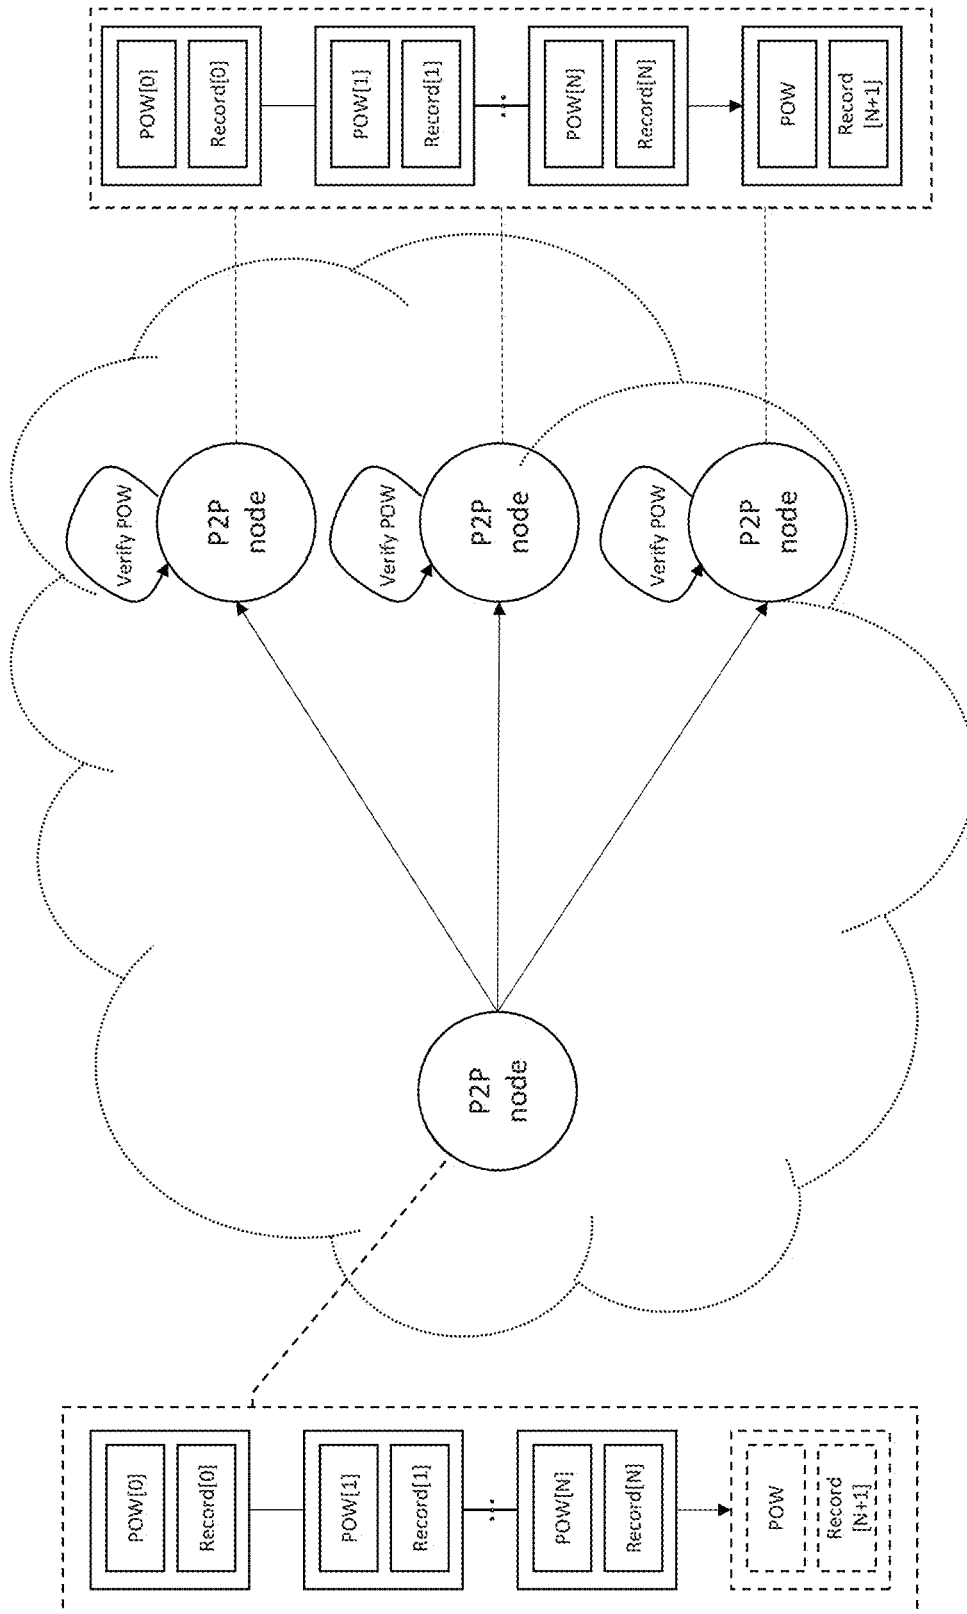 POW[0]
Record[0]
POW[1]
Record[1]
...
POW[N]
Record[N]
POW
Record
[N+1]
P2P
node
Verify POW
P2P
node
Verify POW
P2P
node
Verify POW
P2P
node
POW[0]
Record[0]
POW[1]
Record[1]
...
POW[N]
Record[N]
POW
Record
[N+1]